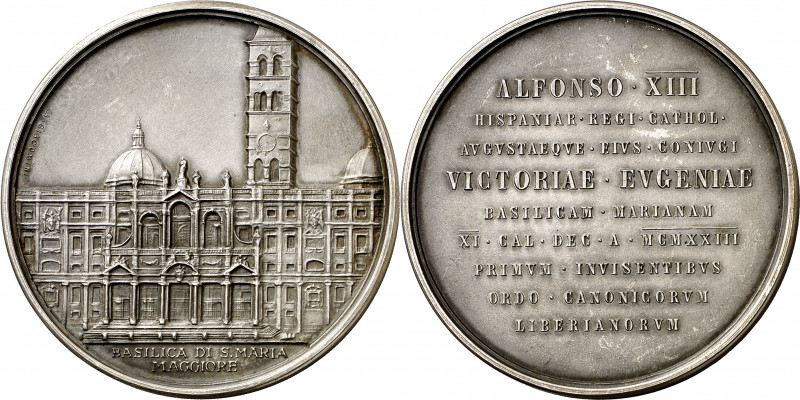 BASILICA DI S. MARIA
MAGGIORE
ALFONSO · XIII
HISPANIAR · REGI · CATHOL ·
AVGVSTAEQVE · EIVS · CONIVGI
VICTORIAE · EVGENIAE
BASILICAM · MARIANAM
XI · CAL · DEC · A · MCMXXIII
PRIMVM · INVISENTIBVS
ORDO · CANONICORVM
LIBERIANORVM